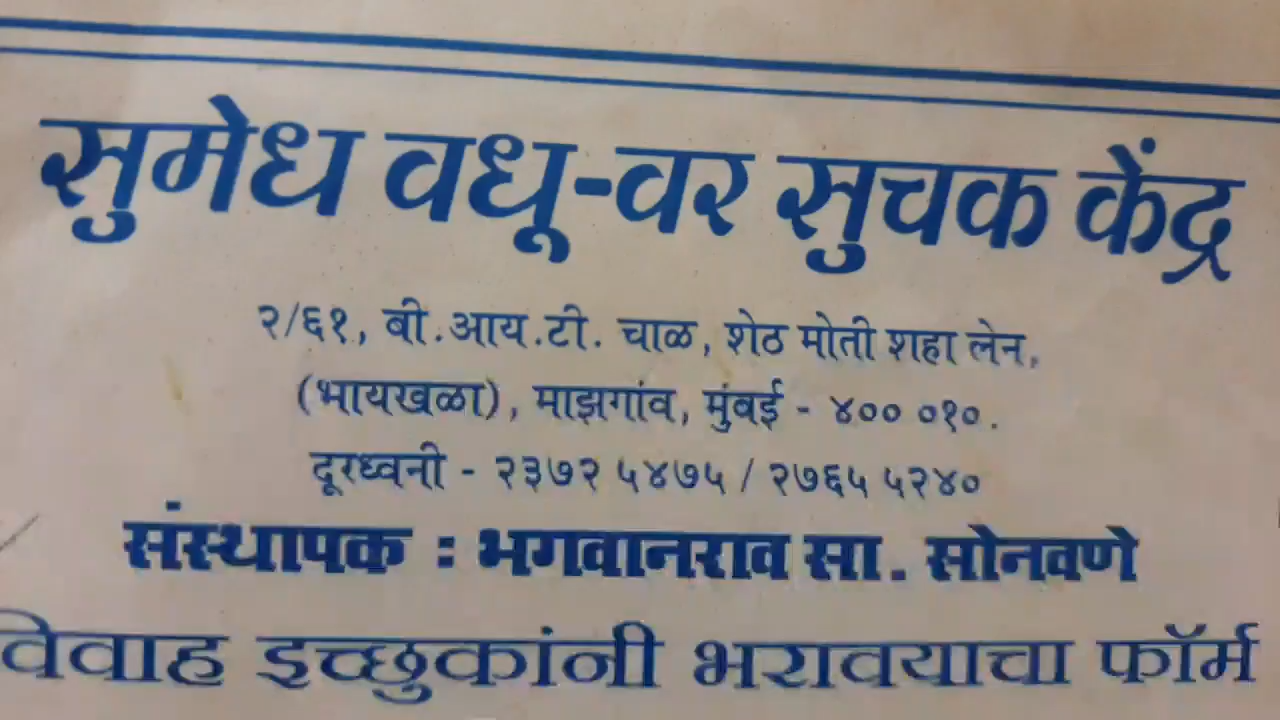 सुमेध वधू-वर सुचक केंद्र
२/६१, बी.आय.टी. चाळ, शेठ मोती शहा लेन,
(भायखळा), माझगांव, मुंबई - ४०० ०१०.
दूरध्वनी - २३७२ ५४७५ / २७६५ ५२४०
संस्थापक : भगवानराव सा. सोनवणे
विवाह इच्छुकांनी भरावयाचा फॉर्म